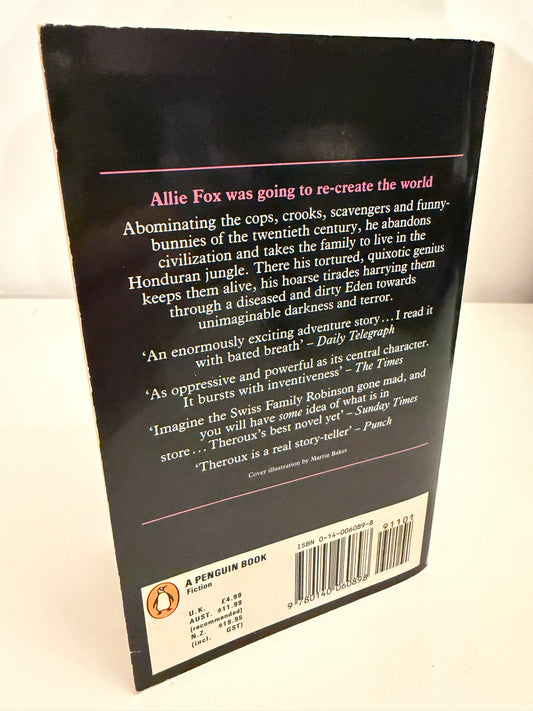 Allie Fox was going to re-create the world
Abominating the cops, crooks, scavengers and funny-
bunnies of the twentieth century, he abandons
civilization and takes the family to live in the
Honduran jungle. There his tortured, quixotic genius
keeps them alive, his hoarse tirades harrying them
through a diseased and dirty Eden towards
unimaginable darkness and terror.
‘An enormously exciting adventure story... I read it
with bated breath’ – Daily Telegraph
‘As oppressive and powerful as its central character.
It bursts with inventiveness’ – The Times
‘Imagine the Swiss Family Robinson gone mad, and
you will have some idea of what is in
store... Theroux’s best novel yet’ – Sunday Times
‘Theroux is a real story-teller’ – Punch
Cover illustration by Martin Baker
A PENGUIN BOOK
Fiction
U.K. £4.99
AUST. $11.99
(recommended)
N.Z. $19.95
(incl. GST)
ISBN 0-14-006089-8
91101
9 780140 060898